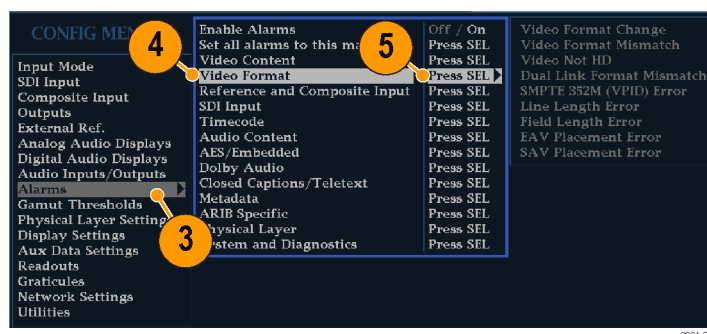 CONFIG ME
Input Mode
SDI Input
Composite Input
Outputs
External Ref.
Analog Audio Displays
Digital Audio Displays
Audio Inputs/Outputs
Alarms
Gamut Thresholds
Physical Layer Setting
Display Settings
Aux Data Settings
Readouts
Graticules
Network Settings
Utilities
3
4
5
Enable Alarms Off / On
Set all alarms to this ma Press SEL
Video Content Press SEL
Video Format Press SEL
Reference and Composite Input Press SEL
SDI Input Press SEL
Timecode Press SEL
Audio Content Press SEL
AES/Embedded Press SEL
Dolby Audio Press SEL
Closed Captions/Teletext Press SEL
Metadata Press SEL
ARIB Specific Press SEL
hysical Layer Press SEL
stem and Diagnostics Press SEL
Video Format Change
Video Format Mismatch
Video Not HD
Dual Link Format Mismatch
SMPTE 352M (VPID) Error
Line Length Error
Field Length Error
EAV Placement Error
SAV Placement Error